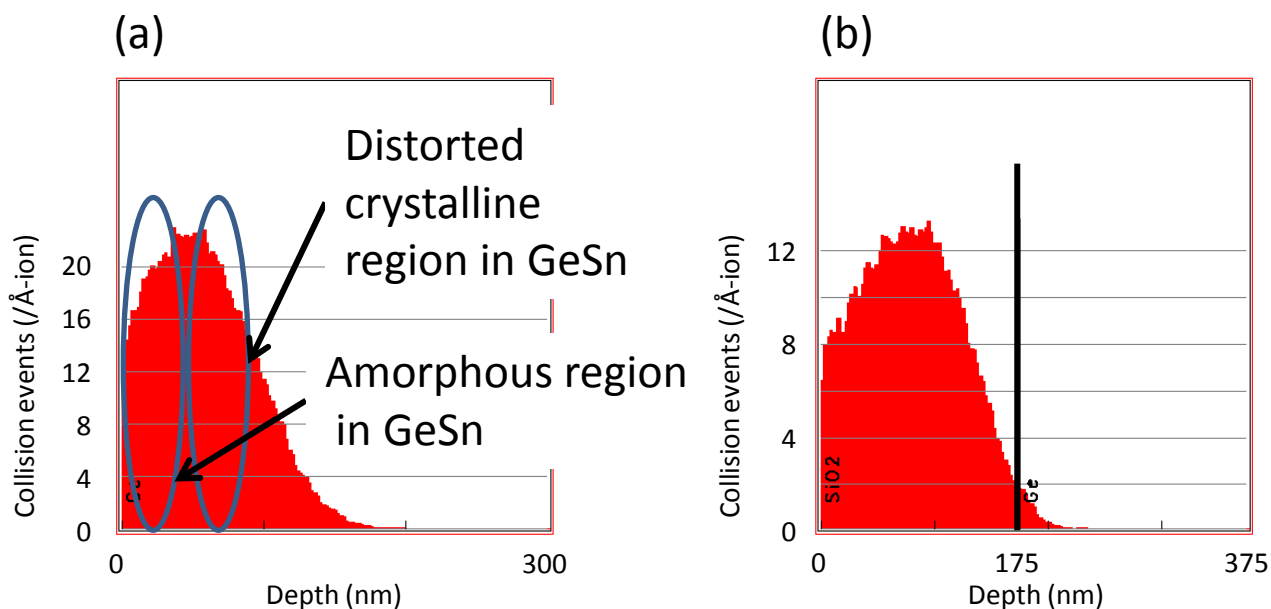 (a)
Collision events (/Å-ion)
20
16
12
8
4
0
Distorted
crystalline
region in GeSn
Amorphous region
in GeSn
Ge
0
300
Depth (nm)
(b)
Collision events (/Å-ion)
12
8
4
0
SiO2
Ge
0
175
375
Depth (nm)